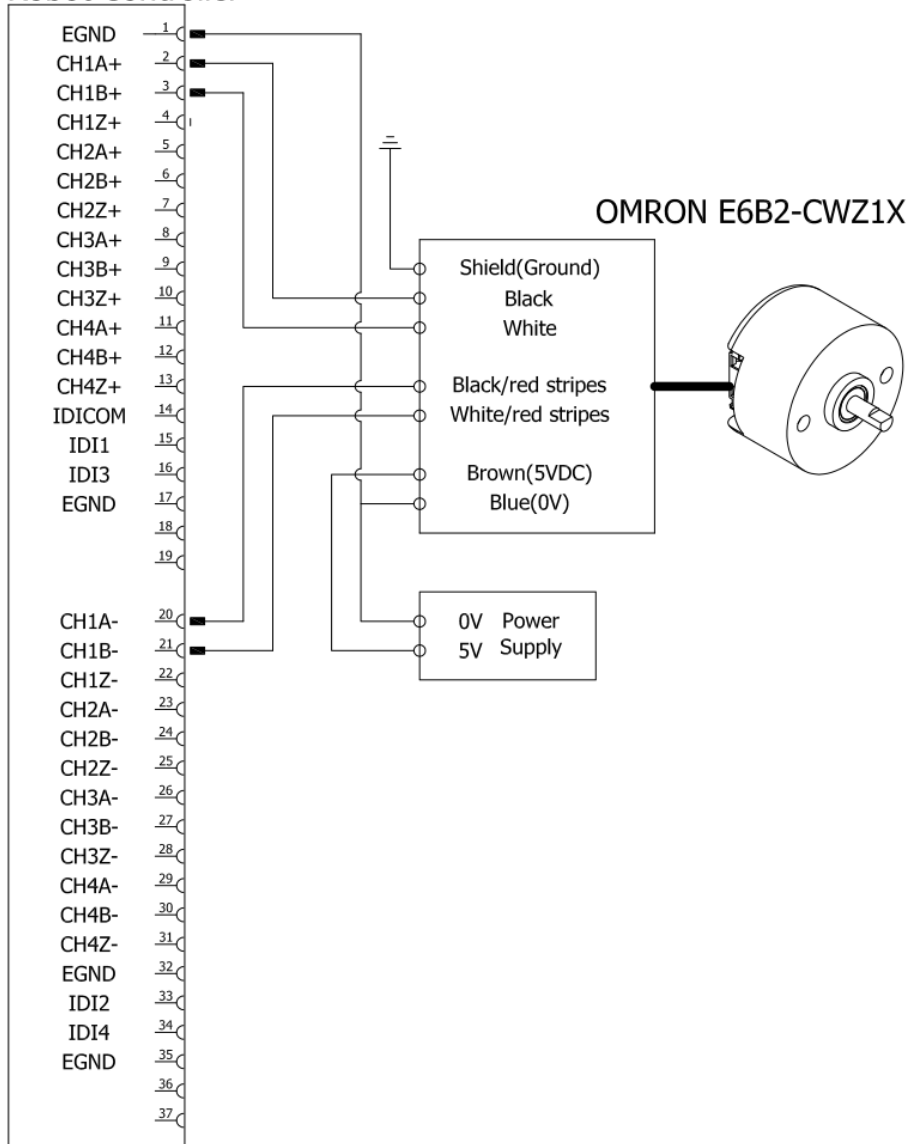 EGND 1
CH1A+ 2
CH1B+ 3
CH1Z+ 4
CH2A+ 5
CH2B+ 6
CH2Z+ 7
CH3A+ 8
CH3B+ 9
CH3Z+ 10
CH4A+ 11
CH4B+ 12
CH4Z+ 13
IDICOM 14
IDI1 15
IDI3 16
EGND 17
18
19
CH1A- 20
CH1B- 21
CH1Z- 22
CH2A- 23
CH2B- 24
CH2Z- 25
CH3A- 26
CH3B- 27
CH3Z- 28
CH4A- 29
CH4B- 30
CH4Z- 31
EGND 32
IDI2 33
IDI4 34
EGND 35
36
37
OMRON E6B2-CWZ1X
Shield(Ground)
Black
White
Black/red stripes
White/red stripes
Brown(5VDC)
Blue(0V)
0V Power
5V Supply